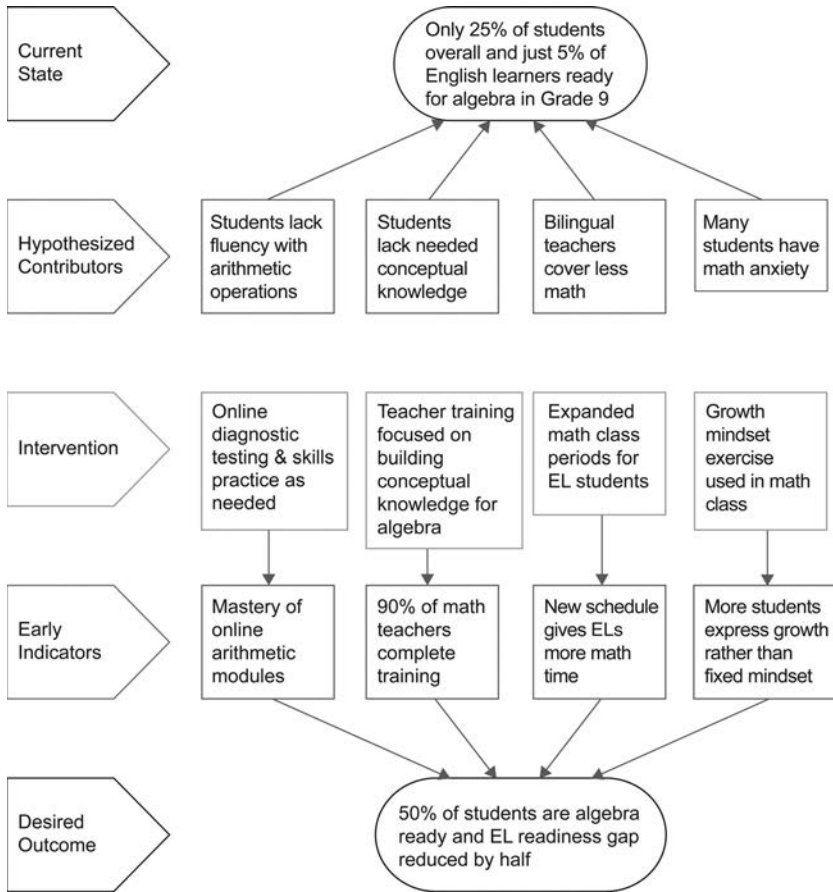 Current
State
Only 25% of students
overall and just 5% of
English learners ready
for algebra in Grade 9
Hypothesized
Contributors
Students lack
fluency with
arithmetic
operations
Students
lack needed
conceptual
knowledge
Bilingual
teachers
cover less
math
Many
students have
math anxiety
Intervention
Online
diagnostic
testing & skills
practice as
needed
Teacher training
focused on
building
conceptual
knowledge for
algebra
Expanded
math class
periods for
EL students
Growth
mindset
exercise
used in math
class
Early
Indicators
Mastery of
online
arithmetic
modules
90% of math
teachers
complete
training
New schedule
gives ELs
more math
time
More students
express growth
rather than
fixed mindset
Desired
Outcome
50% of students are algebra
ready and EL readiness gap
reduced by half